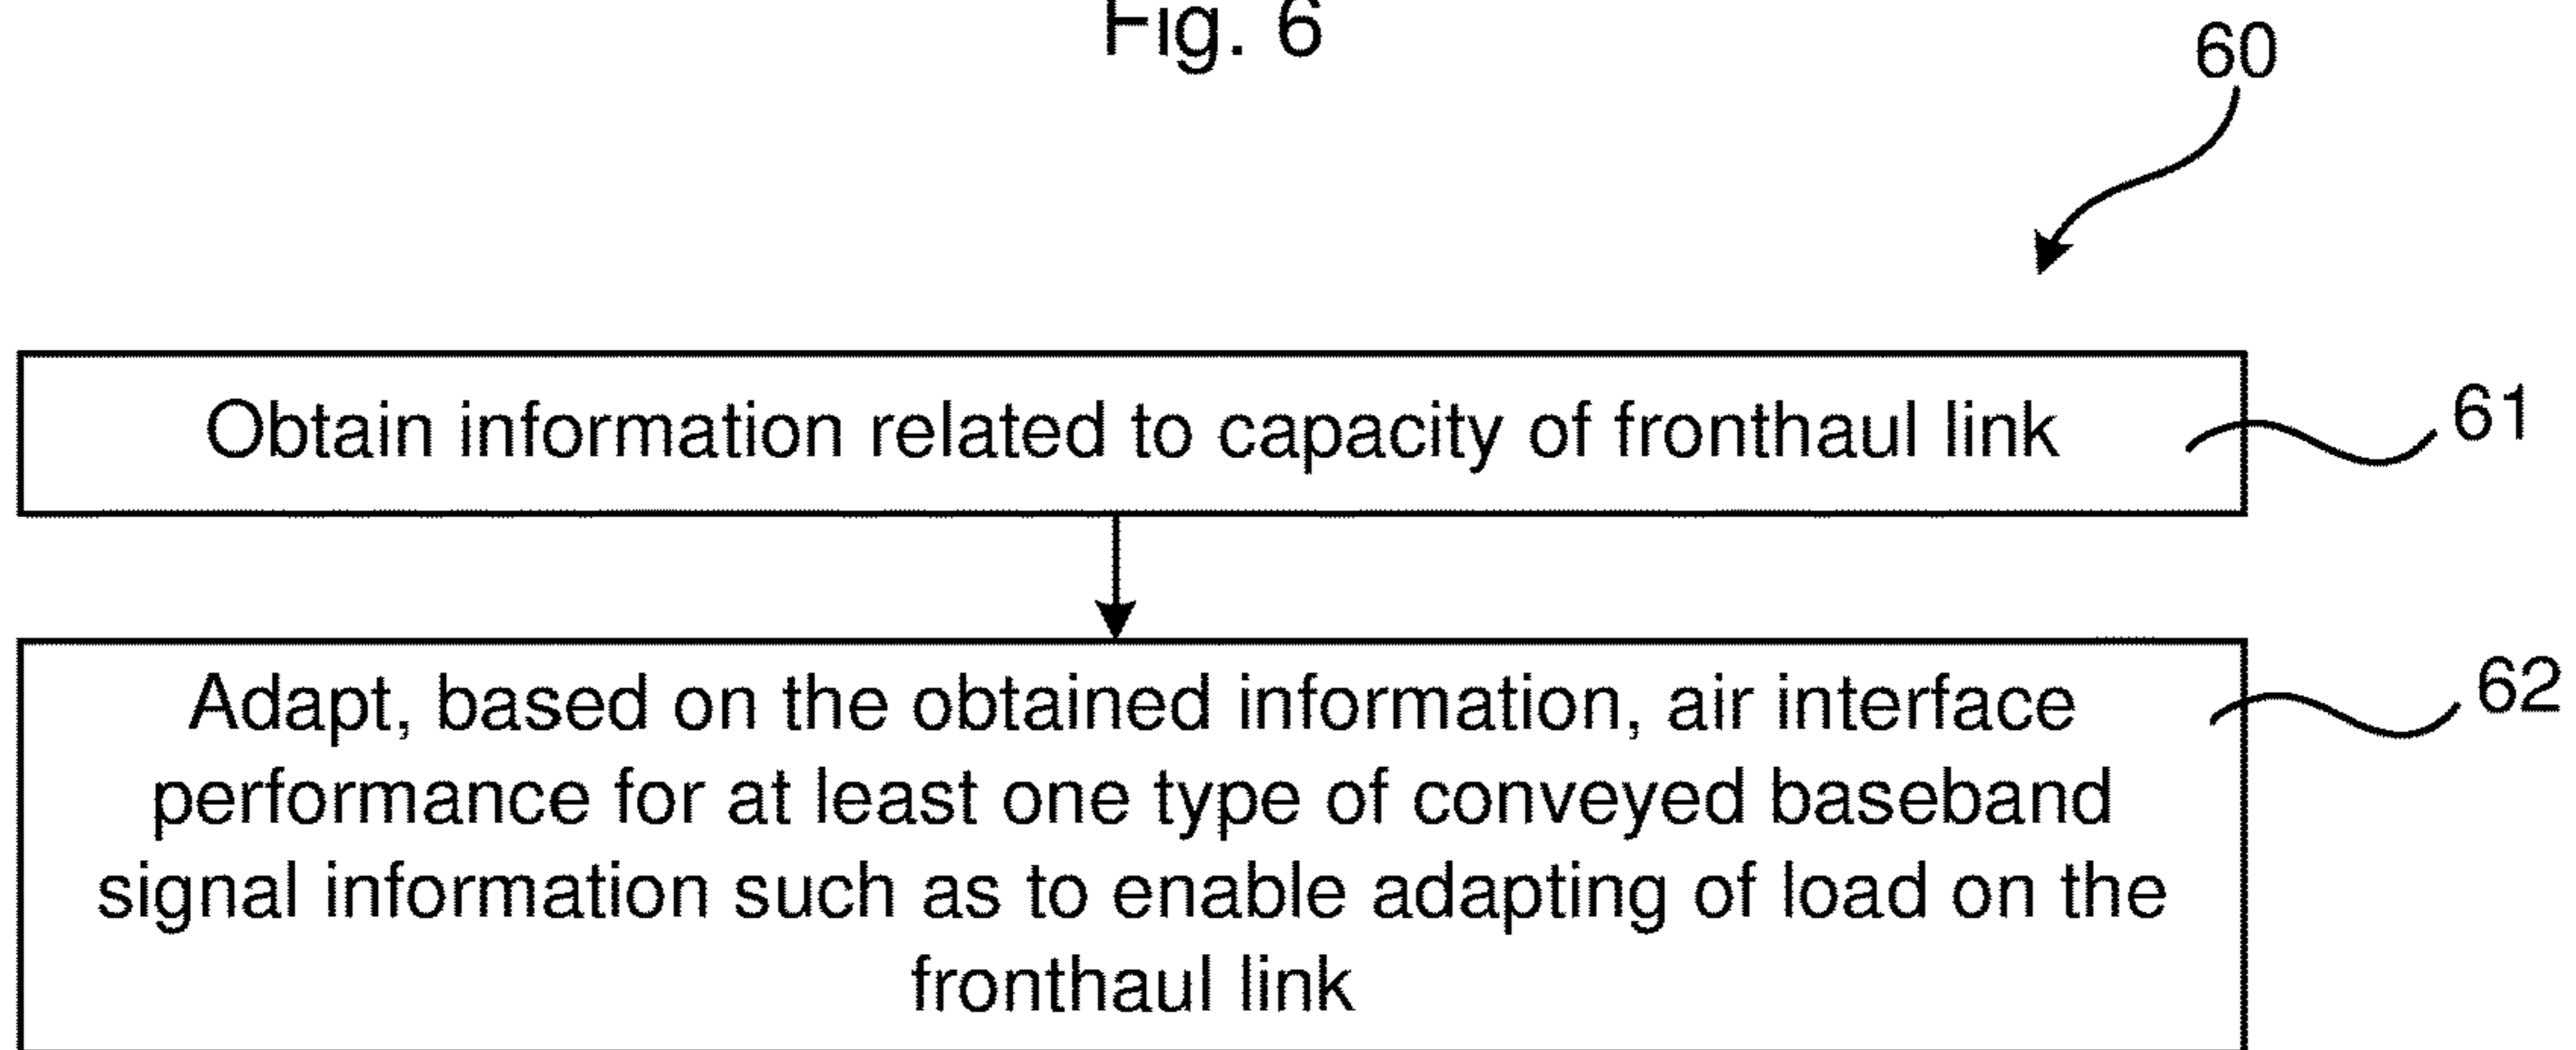 Fig. 6
60
Obtain information related to capacity of fronthaul link
61
Adapt, based on the obtained information, air interface
performance for at least one type of conveyed baseband
signal information such as to enable adapting of load on the
fronthaul link
62